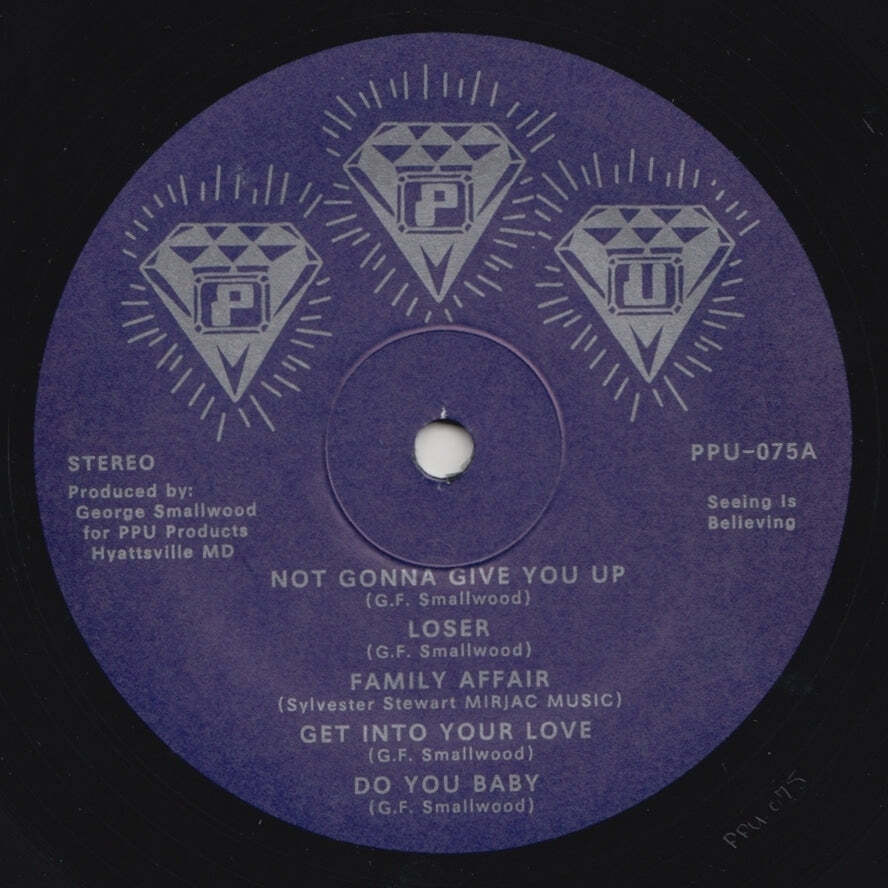 P
P
U
STEREO
Produced by:
George Smallwood
for PPU Products
Hyattsville MD
PPU-075A
Seeing Is
Believing
NOT GONNA GIVE YOU UP
(G.F. Smallwood)
LOSER
(G.F. Smallwood)
FAMILY AFFAIR
(Sylvester Stewart MIRJAC MUSIC)
GET INTO YOUR LOVE
(G.F. Smallwood)
DO YOU BABY
(G.F. Smallwood)
PPU 075